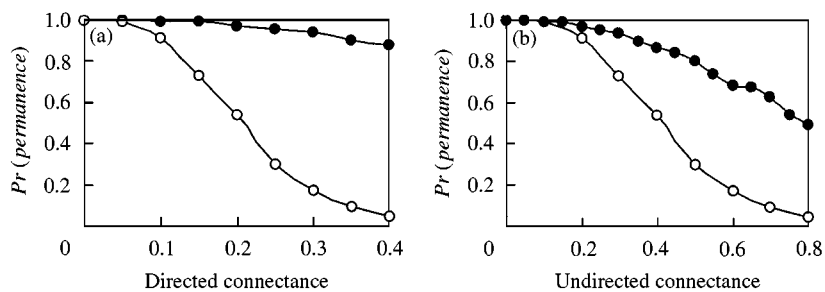 1.0
0.8
0.6
0.4
0.2
0
(a)
Pr (permanence)
0.1 0.2 0.3 0.4
Directed connectance
1.0
0.8
0.6
0.4
0.2
0
(b)
Pr (permanence)
0.2 0.4 0.6 0.8
Undirected connectance